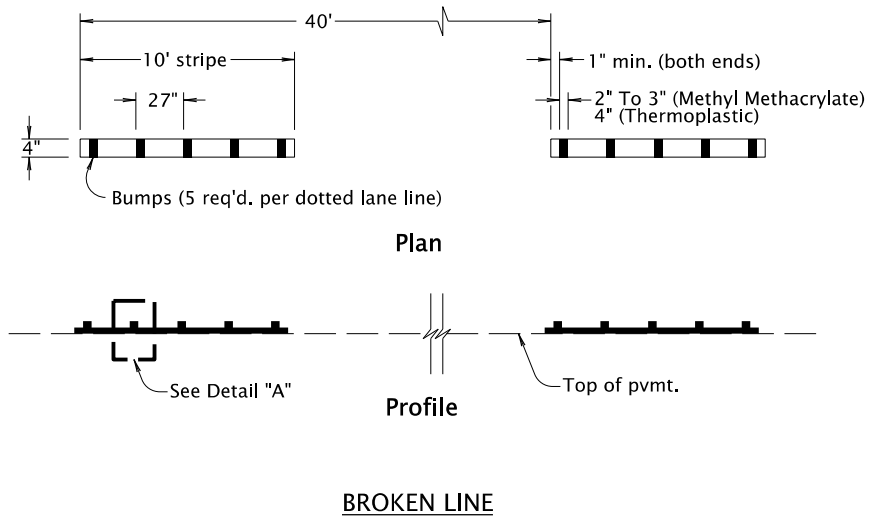 40'
10' stripe
1" min. (both ends)
27"
2" To 3" (Methyl Methacrylate)
4" (Thermoplastic)
4"
Bumps (5 req'd. per dotted lane line)
Plan
See Detail "A"
Top of pvmt.
Profile
BROKEN LINE